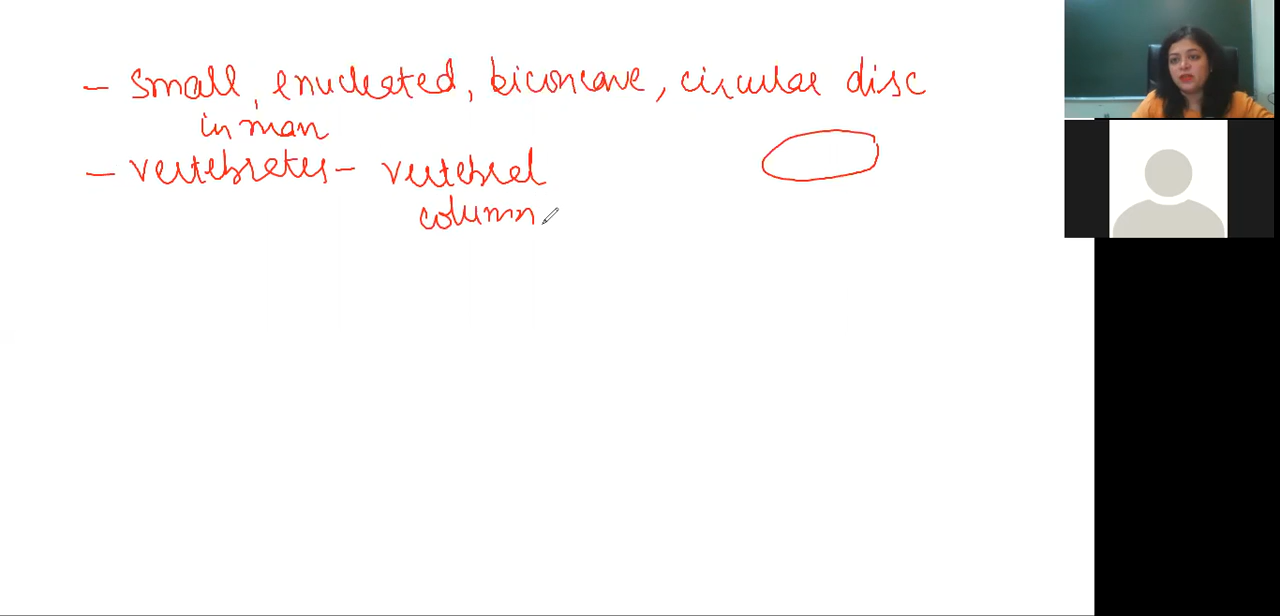 - small, enucleated, biconcave, circular disc
in man
- vertebrates - vertebral
column